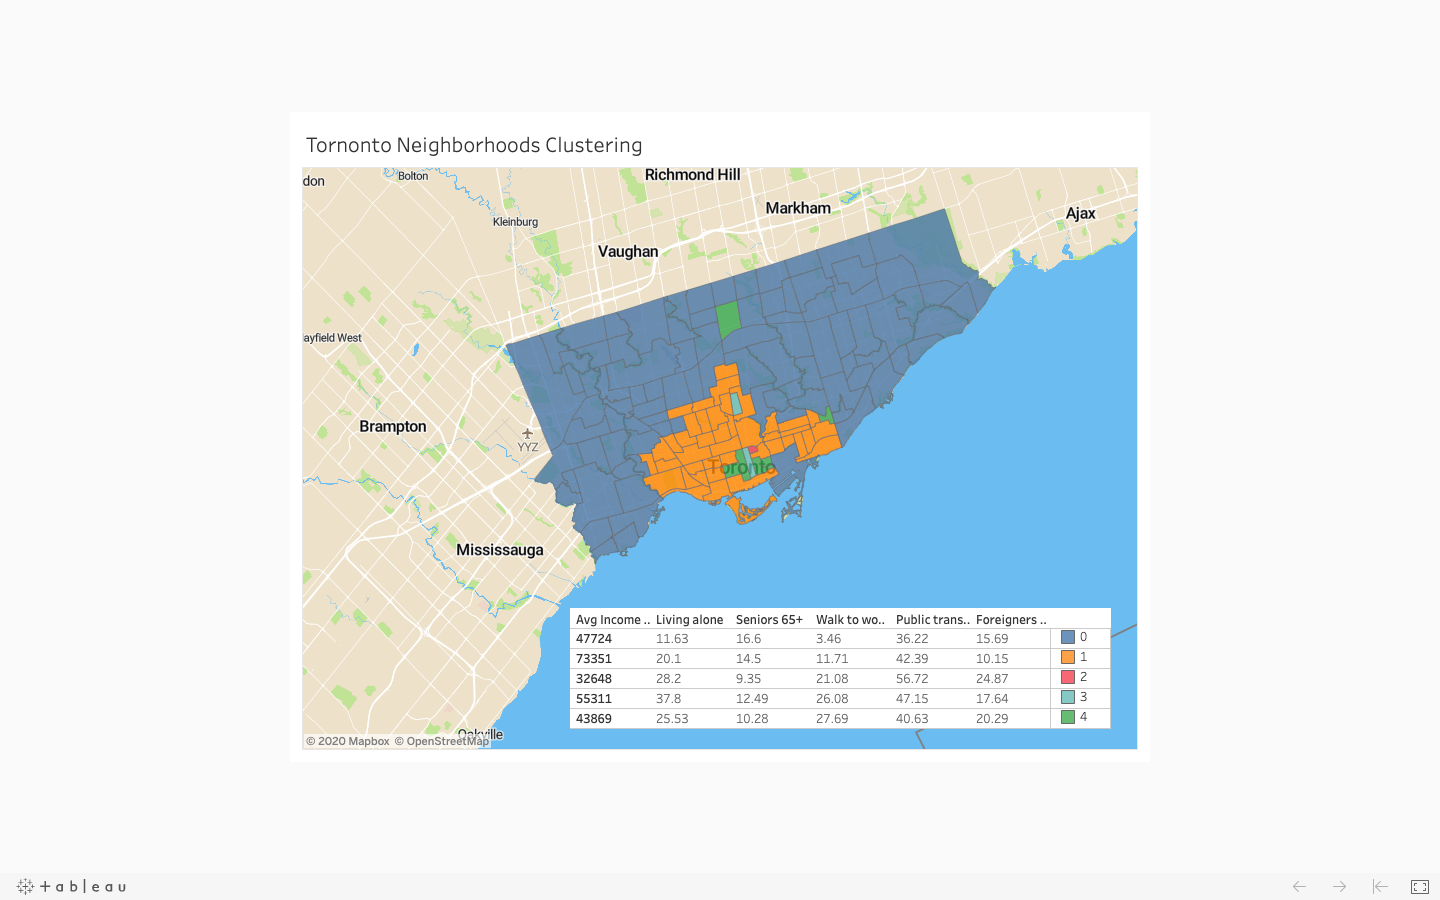 Tornonto Neighborhoods Clustering
Richmond Hill
Bolton
don
Markham
Ajax
Kleinburg
Vaughan
ayfield West
Brampton
YYZ
Toronto
Mississauga
Avg Income .. Living alone Seniors 65+ Walk to wo.. Public trans.. Foreigners ..
47724 11.63 16.6 3.46 36.22 15.69 0
73351 20.1 14.5 11.71 42.39 10.15 1
32648 28.2 9.35 21.08 56.72 24.87 2
55311 37.8 12.49 26.08 47.15 17.64 3
43869 25.53 10.28 27.69 40.63 20.29 4
Oakville
© 2020 Mapbox © OpenStreetMap
+ a b l e a u